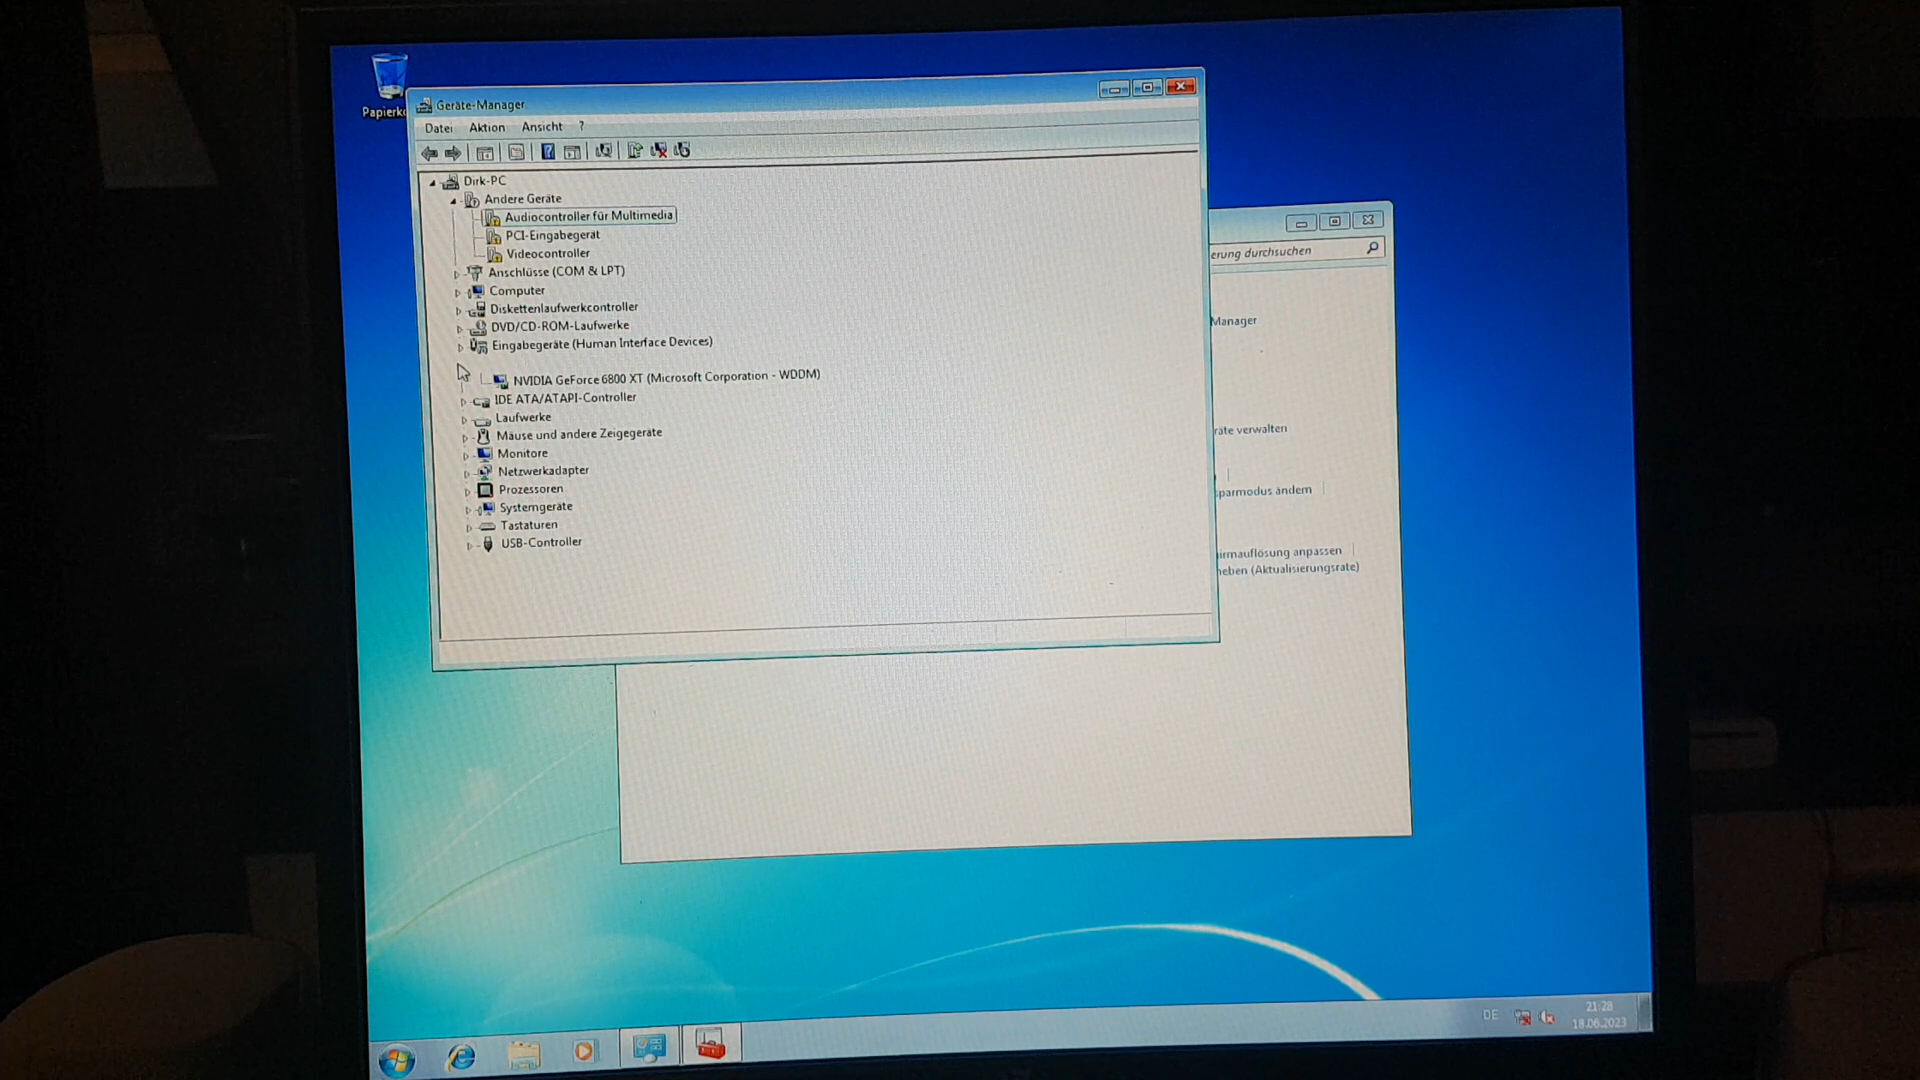 Papierko
Geräte-Manager
Datei Aktion Ansicht ?
Dirk-PC
Andere Geräte
Audiocontroller für Multimedia
PCI-Eingabegerät
Videocontroller
Anschlüsse (COM & LPT)
Computer
Diskettenlaufwerkcontroller
DVD/CD-ROM-Laufwerke
Eingabegeräte (Human Interface Devices)
NVIDIA GeForce 6800 XT (Microsoft Corporation - WDDM)
IDE ATA/ATAPI-Controller
Laufwerke
Mäuse und andere Zeigegeräte
Monitore
Netzwerkadapter
Prozessoren
Systemgeräte
Tastaturen
USB-Controller
erung durchsuchen
Manager
räte verwalten
sparmodus ändern
irmauflösung anpassen
heben (Aktualisierungsrate)
DE
21:28
18.06.2023